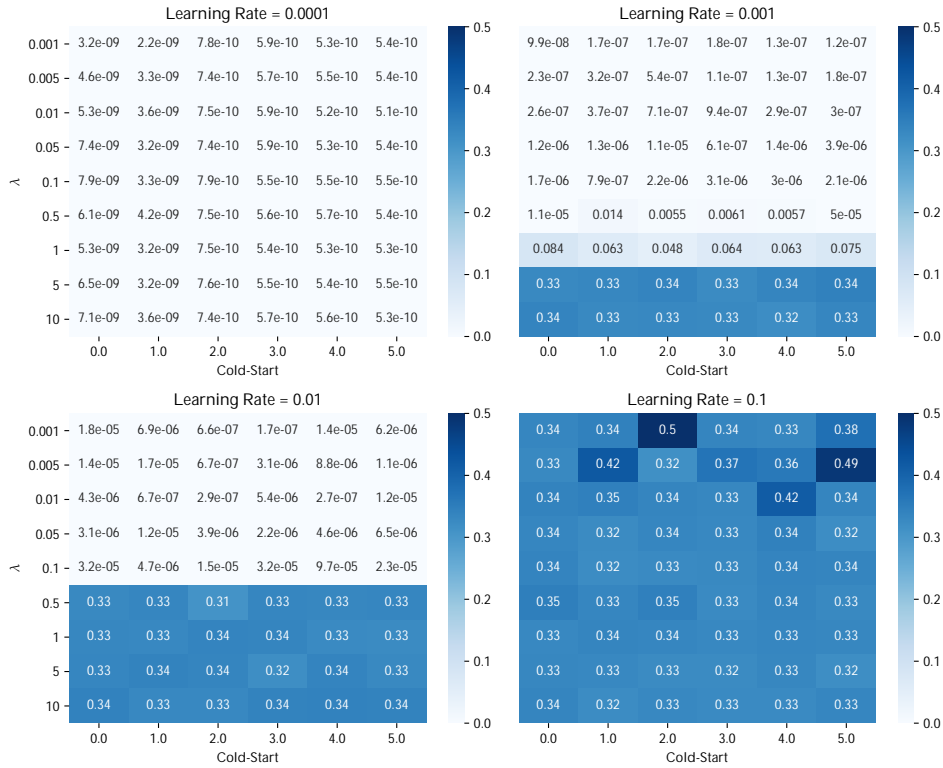 Learning Rate = 0.0001
0.001 3.2e-09 2.2e-09 7.8e-10 5.9e-10 5.3e-10 5.4e-10
0.005 4.6e-09 3.3e-09 7.4e-10 5.7e-10 5.5e-10 5.4e-10
0.01 5.3e-09 3.6e-09 7.5e-10 5.9e-10 5.2e-10 5.1e-10
0.05 7.4e-09 3.2e-09 7.4e-10 5.9e-10 5.3e-10 5.4e-10
0.1 7.9e-09 3.3e-09 7.9e-10 5.5e-10 5.5e-10 5.5e-10
0.5 6.1e-09 4.2e-09 7.5e-10 5.6e-10 5.7e-10 5.4e-10
1 5.3e-09 3.2e-09 7.5e-10 5.4e-10 5.3e-10 5.3e-10
5 6.5e-09 3.2e-09 7.6e-10 5.5e-10 5.4e-10 5.5e-10
10 7.1e-09 3.6e-09 7.4e-10 5.7e-10 5.6e-10 5.3e-10
λ
0.0 1.0 2.0 3.0 4.0 5.0
Cold-Start
0.5
0.4
0.3
0.2
0.1
0.0
Learning Rate = 0.001
9.9e-08 1.7e-07 1.7e-07 1.8e-07 1.3e-07 1.2e-07
2.3e-07 3.2e-07 5.4e-07 1.1e-07 1.3e-07 1.8e-07
2.6e-07 3.7e-07 7.1e-07 9.4e-07 2.9e-07 3e-07
1.2e-06 1.3e-06 1.1e-05 6.1e-07 1.4e-06 3.9e-06
1.7e-06 7.9e-07 2.2e-06 3.1e-06 3e-06 2.1e-06
1.1e-05 0.014 0.0055 0.0061 0.0057 5e-05
0.084 0.063 0.048 0.064 0.063 0.075
0.33 0.33 0.34 0.33 0.34 0.34
0.34 0.33 0.33 0.33 0.32 0.33
0.0 1.0 2.0 3.0 4.0 5.0
Cold-Start
0.5
0.4
0.3
0.2
0.1
0.0
Learning Rate = 0.01
0.001 1.8e-05 6.9e-06 6.6e-07 1.7e-07 1.4e-05 6.2e-06
0.005 1.4e-05 1.7e-05 6.7e-07 3.1e-06 8.8e-06 1.1e-06
0.01 4.3e-06 6.7e-07 2.9e-07 5.4e-06 2.7e-07 1.2e-05
0.05 3.1e-06 1.2e-05 3.9e-06 2.2e-06 4.6e-06 6.5e-06
0.1 3.2e-05 4.7e-06 1.5e-05 3.2e-05 9.7e-05 2.3e-05
0.5 0.33 0.33 0.31 0.33 0.33 0.33
1 0.33 0.33 0.34 0.34 0.33 0.33
5 0.33 0.34 0.34 0.32 0.34 0.33
10 0.34 0.33 0.33 0.34 0.34 0.34
λ
0.0 1.0 2.0 3.0 4.0 5.0
Cold-Start
0.5
0.4
0.3
0.2
0.1
0.0
Learning Rate = 0.1
0.34 0.34 0.5 0.34 0.33 0.38
0.33 0.42 0.32 0.37 0.36 0.49
0.34 0.35 0.34 0.33 0.42 0.34
0.34 0.32 0.34 0.33 0.34 0.32
0.34 0.32 0.33 0.33 0.34 0.34
0.35 0.33 0.35 0.33 0.34 0.33
0.33 0.34 0.34 0.33 0.33 0.33
0.33 0.33 0.33 0.32 0.33 0.32
0.34 0.32 0.33 0.33 0.33 0.33
0.0 1.0 2.0 3.0 4.0 5.0
Cold-Start
0.5
0.4
0.3
0.2
0.1
0.0